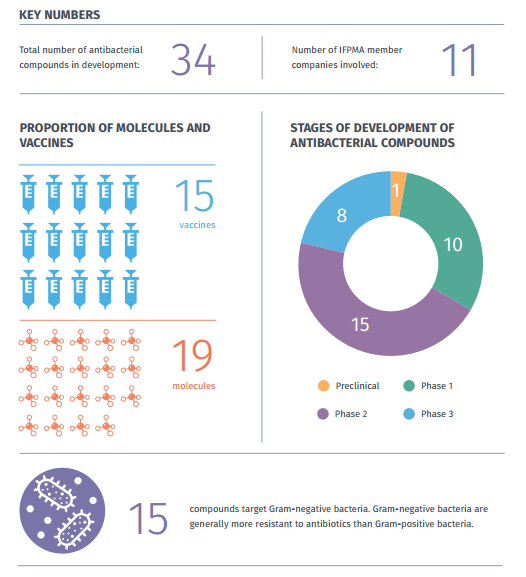 KEY NUMBERS
Total number of antibacterial
compounds in development:
34
Number of IFPMA member
companies involved:
11
PROPORTION OF MOLECULES AND
VACCINES
15
vaccines
19
molecules
STAGES OF DEVELOPMENT OF
ANTIBACTERIAL COMPOUNDS
1
8
10
15
Preclinical
Phase 1
Phase 2
Phase 3
15
compounds target Gram-negative bacteria. Gram-negative bacteria are
generally more resistant to antibiotics than Gram-positive bacteria.